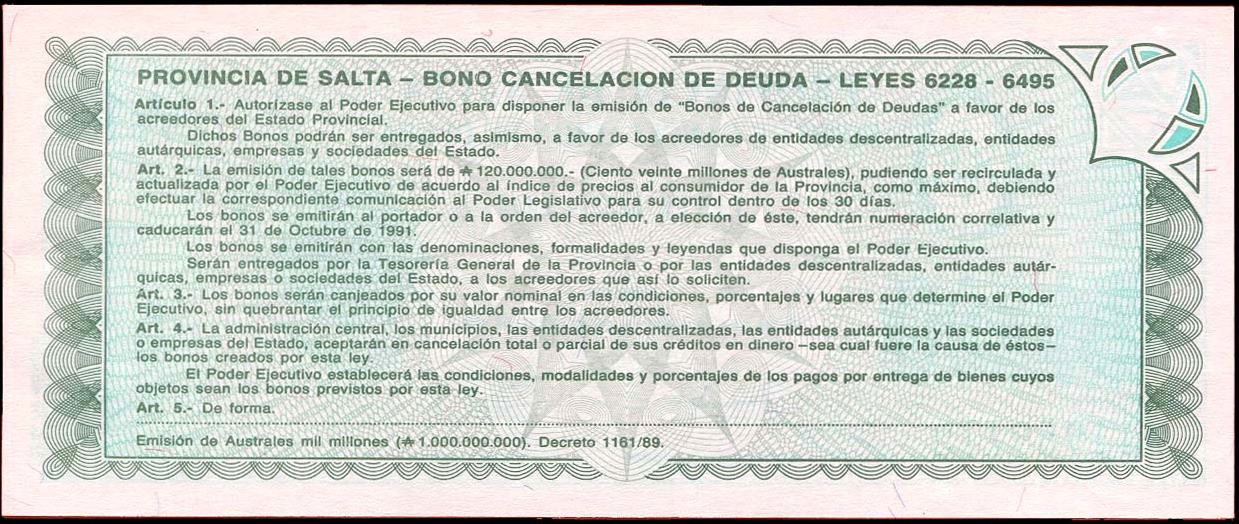 PROVINCIA DE SALTA – BONO CANCELACION DE DEUDA – LEYES 6228 - 6495
Artículo 1.- Autorízase al Poder Ejecutivo para disponer la emisión de "Bonos de Cancelación de Deudas" a favor de los
acreedores del Estado Provincial.
Dichos Bonos podrán ser entregados, asimismo, a favor de los acreedores de entidades descentralizadas, entidades
autárquicas, empresas y sociedades del Estado.
Art. 2.- La emisión de tales bonos será de ₳ 120.000.000.- (Ciento veinte millones de Australes), pudiendo ser recirculada y
actualizada por el Poder Ejecutivo de acuerdo al índice de precios al consumidor de la Provincia, como máximo, debiendo
efectuar la correspondiente comunicación al Poder Legislativo para su control dentro de los 30 días.
Los bonos se emitirán al portador o a la orden del acreedor, a elección de éste, tendrán numeración correlativa y
caducarán el 31 de Octubre de 1991.
Los bonos se emitirán con las denominaciones, formalidades y leyendas que disponga el Poder Ejecutivo.
Serán entregados por la Tesorería General de la Provincia o por las entidades descentralizadas, entidades autár-
quicas, empresas o sociedades del Estado, a los acreedores que así lo soliciten.
Art. 3.- Los bonos serán canjeados por su valor nominal en las condiciones, porcentajes y lugares que determine el Poder
Ejecutivo, sin quebrantar el principio de igualdad entre los acreedores.
Art. 4.- La administración central, los municipios, las entidades descentralizadas, las entidades autárquicas y las sociedades
o empresas del Estado, aceptarán en cancelación total o parcial de sus créditos en dinero –sea cual fuere la causa de éstos–
los bonos creados por esta ley.
El Poder Ejecutivo establecerá las condiciones, modalidades y porcentajes de los pagos por entrega de bienes cuyos
objetos sean los bonos previstos por esta ley.
Art. 5.- De forma.
Emisión de Australes mil millones (₳ 1.000.000.000). Decreto 1161/89.